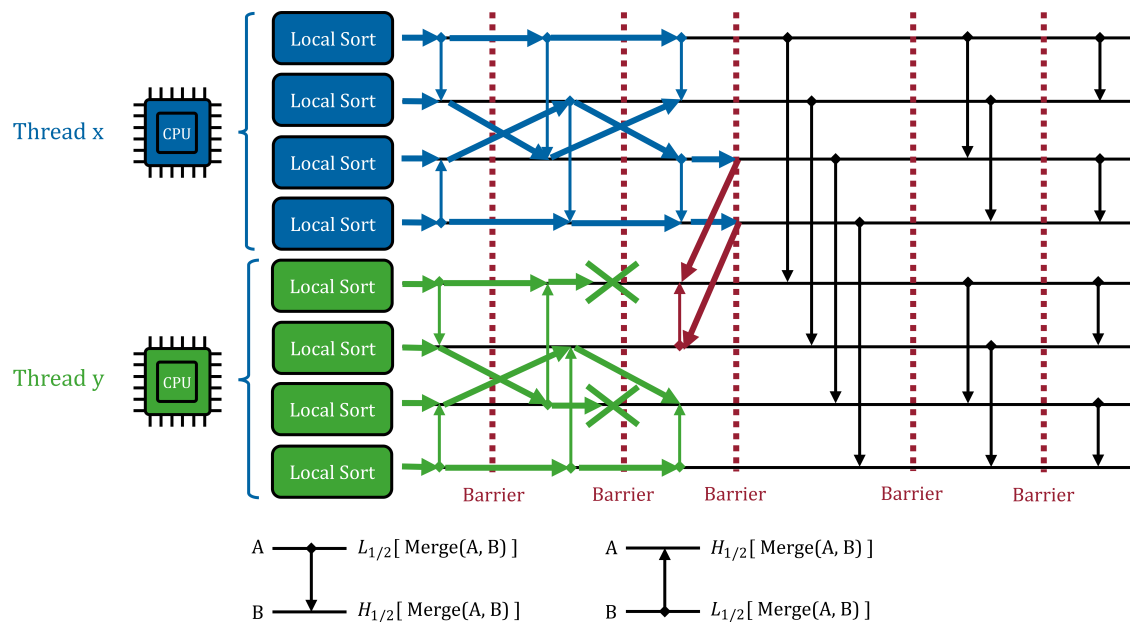 Local Sort
Local Sort
Thread x
CPU
Local Sort
Local Sort
Local Sort
Local Sort
Thread y
CPU
Local Sort
Local Sort
Barrier Barrier Barrier Barrier Barrier
A L1/2[ Merge(A, B) ] A H1/2[ Merge(A, B) ]
B H1/2[ Merge(A, B) ] B L1/2[ Merge(A, B) ]